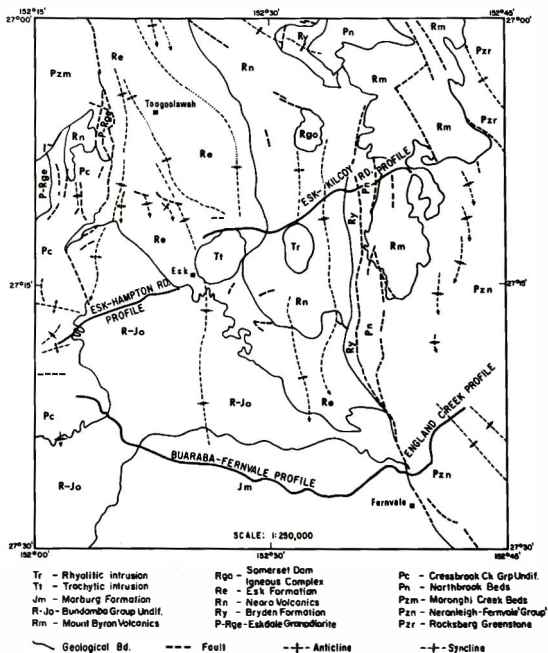 152°15'
152°30'
152°45'
27°00'
27°00'
Pzm
Re
Rn
Ry
Pn
Rm
Pzr
Rm
Toogoolawah
P-Rgg
Rn
Pc
P-Rge
Rgo
Rm
Pzr
Re
ESK-KILCOY RD. PROFILE
Pn
Ry
Re
Tt
Tr
Rm
Esk
Pc
27°15'
27°15'
ESK-HAMPTON RD. PROFILE
R-Jo
Rn
Pzn
Ry
Pn
R-Jo
Re
Pc
ENGLAND CREEK PROFILE
BUARABA-FERNVALE PROFILE
Pzn
R-Jo
Jm
Fernvale
SCALE: 1:250,000
27°30'
27°30'
152°00'
152°30'
152°45'
Tr - Rhyolitic intrusion
Tt - Trachytic intrusion
Jm - Marburg Formation
R-Jo - Bundamba Group Undif.
Rm - Mount Byron Volcanics
Rgo - Somerset Dam Igneous Complex
Re - Esk Formation
Rn - Neara Volcanics
Ry - Bryden Formation
P-Rge - Eskdale Granodiorite
Pc - Cressbrook Ck Grp Undif.
Pn - Northbrook Beds
Pzm - Maronghi Creek Beds
Pzn - Neranleigh-Fernvale 'Group'
Pzr - Rocksberg Greenstone
Geological Bd.
Fault
Anticline
Syncline